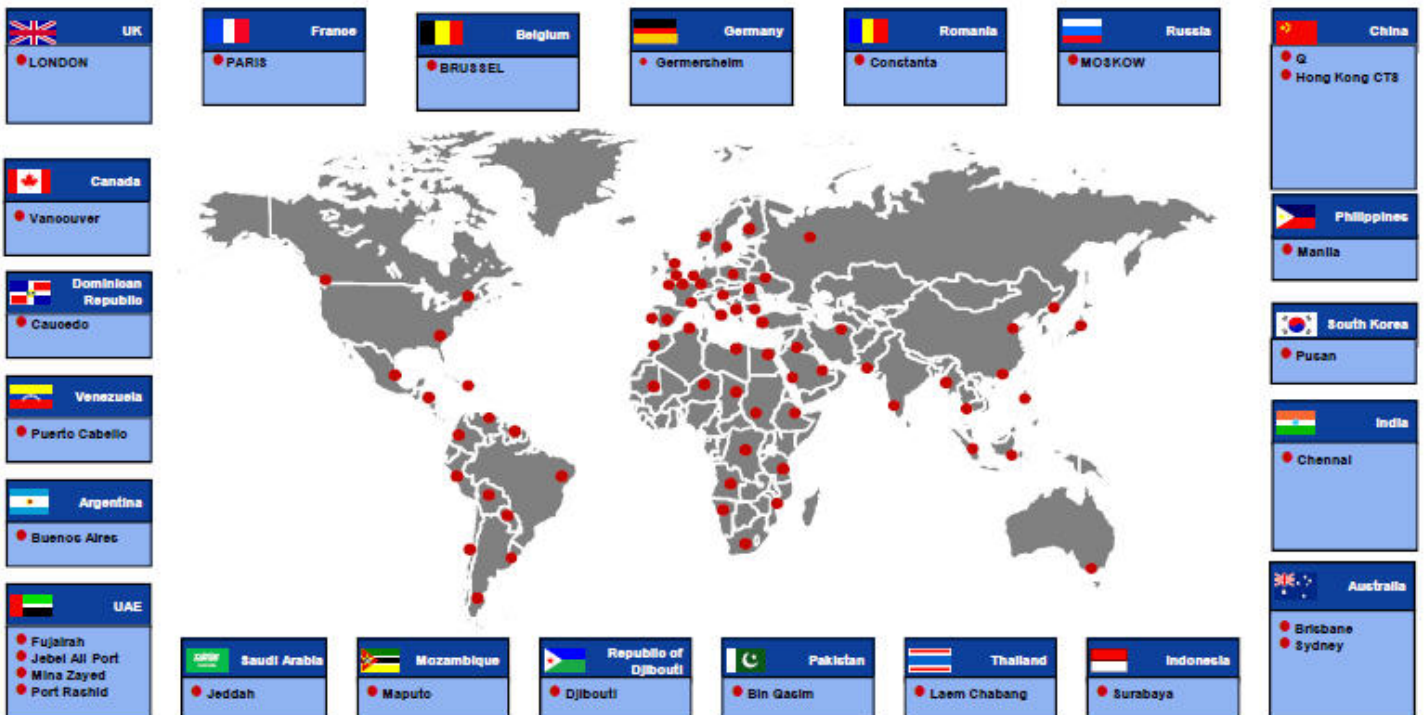 UK
LONDON
France
PARIS
Belgium
BRUSSEL
Germany
Germersheim
Romania
Constanta
Russia
MOSKOW
China
Q
Hong Kong CT8
Canada
Vancouver
Philippines
Manila
Dominican
Republic
Caucedo
South Korea
Pusan
Venezuela
Puerto Cabello
India
Chennai
Argentina
Buenos Aires
UAE
Fujairah
Jebel Ali Port
Mina Zayed
Port Rashid
Australia
Brisbane
Sydney
Saudi Arabia
Jeddah
Mozambique
Maputo
Republic of
Djibouti
Djibouti
Pakistan
Bin Qasim
Thailand
Laem Chabang
Indonesia
Surabaya